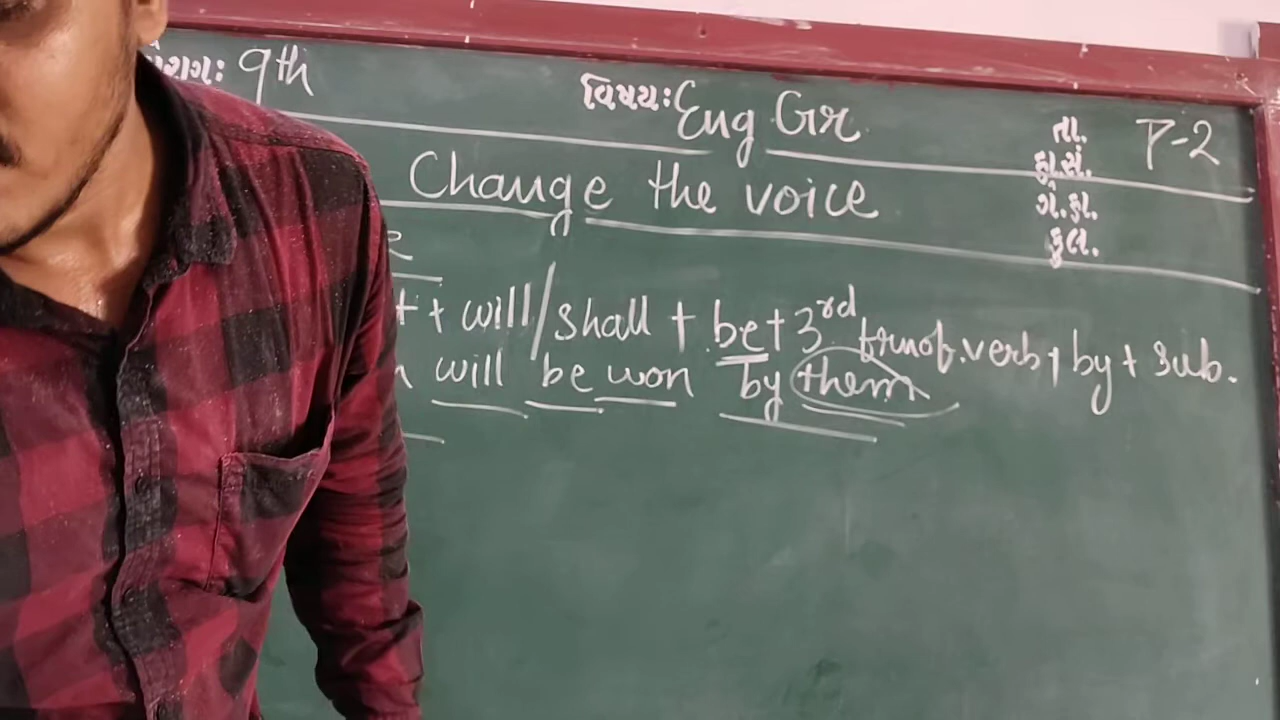 9th
વિષય: Eng Gr
તા. P-2
હા.સં.
ગે.હા.
કુલ.
Change the voice
+ will/shall + be + 3rd form of verb + by + sub.
will be won by them